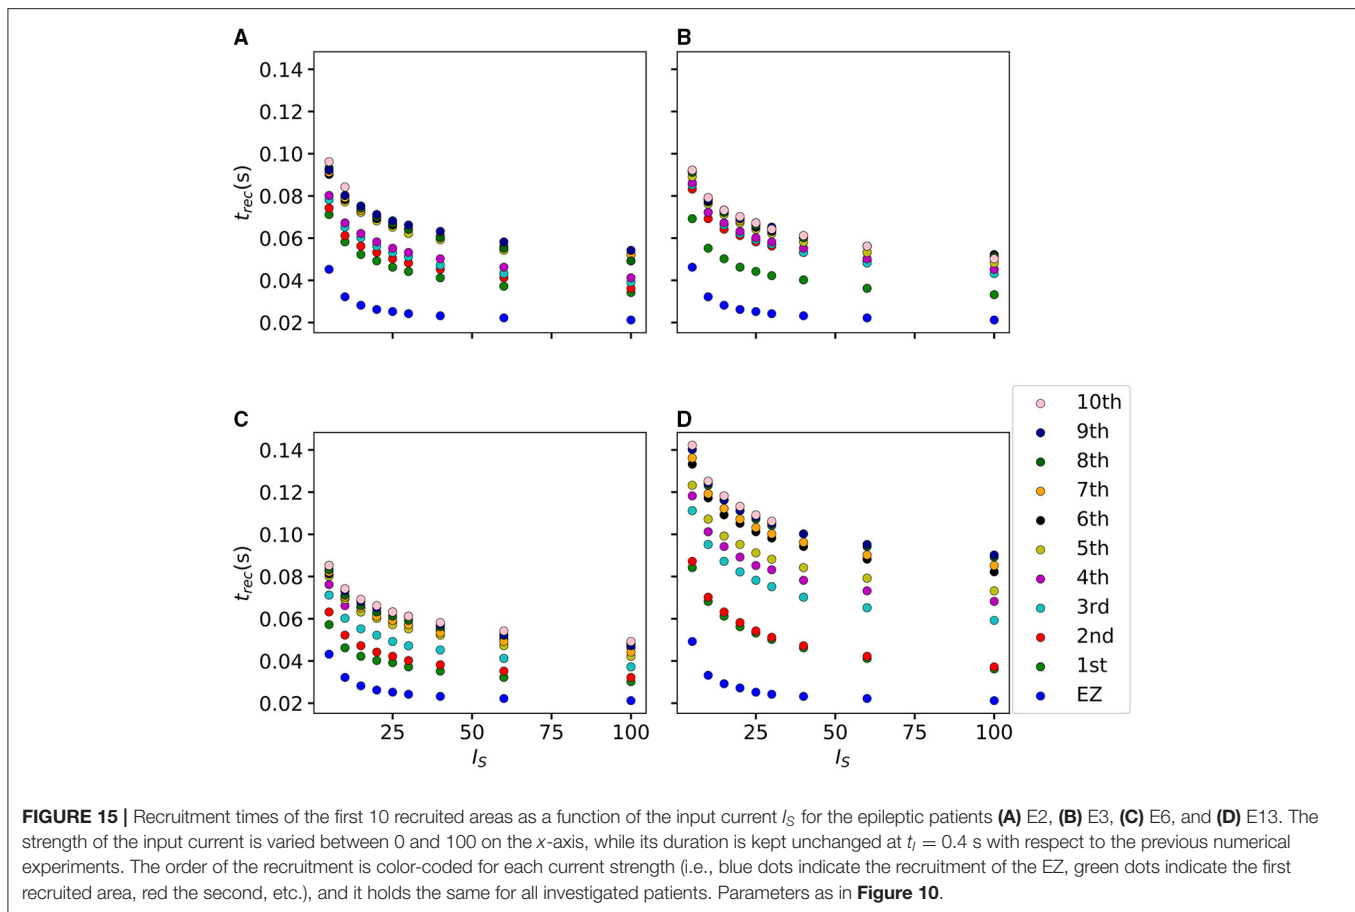 A
B
0.14
0.12
0.10
0.08
0.06
0.04
0.02
t_rec(s)
C
D
0.14
0.12
0.10
0.08
0.06
0.04
0.02
t_rec(s)
25
50
75
100
25
50
75
100
I_S
I_S
10th
9th
8th
7th
6th
5th
4th
3rd
2nd
1st
EZ
FIGURE 15 | Recruitment times of the first 10 recruited areas as a function of the input current I_S for the epileptic patients (A) E2, (B) E3, (C) E6, and (D) E13. The
strength of the input current is varied between 0 and 100 on the x-axis, while its duration is kept unchanged at t_I = 0.4 s with respect to the previous numerical
experiments. The order of the recruitment is color-coded for each current strength (i.e., blue dots indicate the recruitment of the EZ, green dots indicate the first
recruited area, red the second, etc.), and it holds the same for all investigated patients. Parameters as in Figure 10.